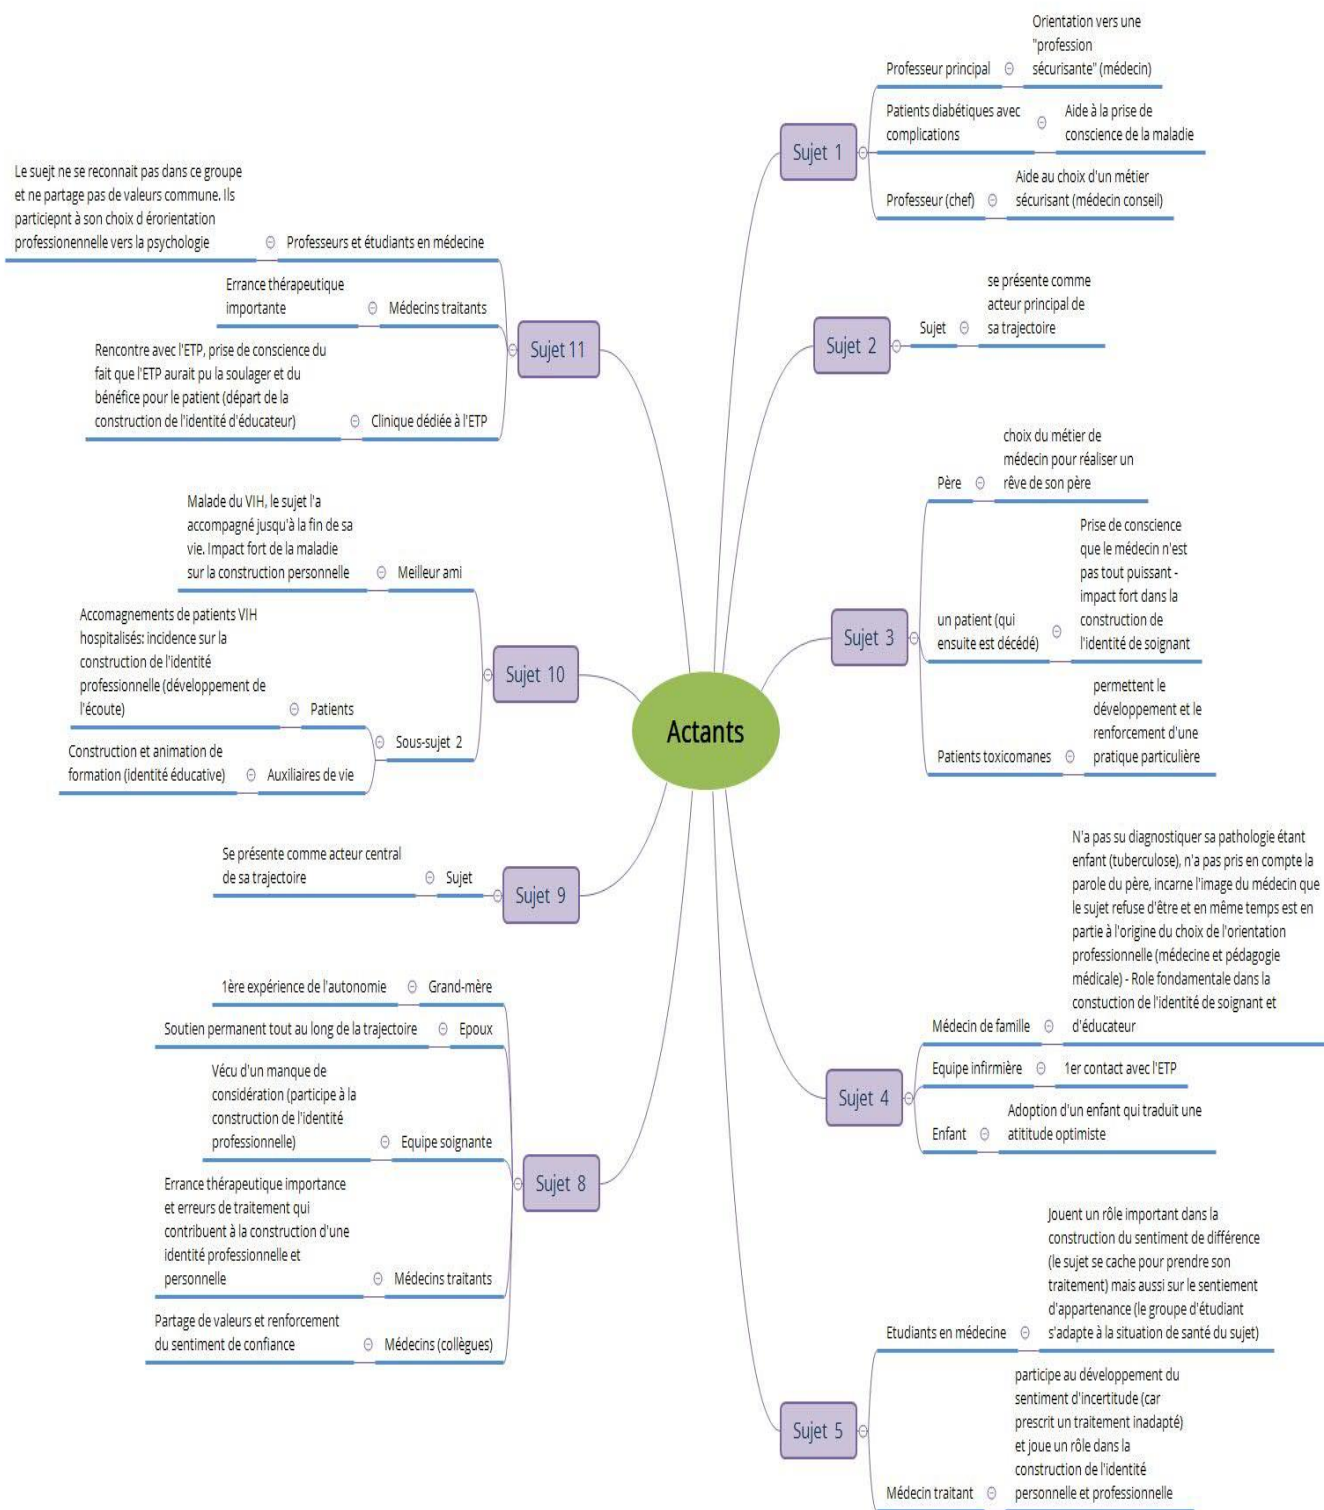 Actants
Sujet 1
Professeur principal
Orientation vers une
"profession
sécurisante" (médecin)
Patients diabétiques avec
complications
Aide à la prise de
conscience de la maladie
Professeur (chef)
Aide au choix d'un métier
sécurisant (médecin conseil)
Sujet 2
Sujet
se présente comme
acteur principal de
sa trajectoire
Sujet 3
Père
choix du métier de
médecin pour réaliser un
rêve de son père
un patient (qui
ensuite est décédé)
Prise de conscience
que le médecin n'est
pas tout puissant -
impact fort dans la
construction de
l'identité de soignant
Patients toxicomanes
permettent le
développement et le
renforcement d'une
pratique particulière
Sujet 4
Médecin de famille
N'a pas su diagnostiquer sa pathologie étant
enfant (tuberculose), n'a pas pris en compte la
parole du père, incarne l'image du médecin que
le sujet refuse d'être et en même temps est en
partie à l'origine du choix de l'orientation
professionnelle (médecine et pédagogie
médicale) - Role fondamentale dans la
constuction de l'identité de soignant et
d'éducateur
Equipe infirmière
1er contact avec l'ETP
Enfant
Adoption d'un enfant qui traduit une
atititude optimiste
Sujet 5
Etudiants en médecine
Jouent un rôle important dans la
construction du sentiment de différence
(le sujet se cache pour prendre son
traitement) mais aussi sur le sentiement
d'appartenance (le groupe d'étudiant
s'adapte à la situation de santé du sujet)
Médecin traitant
participe au développement du
sentiment d'incertitude (car
prescrit un traitement inadapté)
et joue un rôle dans la
construction de l'identité
personnelle et professionnelle
Sujet 11
Professeurs et étudiants en médecine
Le suejt ne se reconnait pas dans ce groupe
et ne partage pas de valeurs commune. Ils
particiepnt à son choix d érorientation
professionennelle vers la psychologie
Médecins traitants
Errance thérapeutique
importante
Clinique dédiée à l'ETP
Rencontre avec l'ETP, prise de conscience du
fait que l'ETP aurait pu la soulager et du
bénéfice pour le patient (départ de la
construction de l'identité d'éducateur)
Sujet 10
Meilleur ami
Malade du VIH, le sujet l'a
accompagné jusqu'à la fin de sa
vie. Impact fort de la maladie
sur la construction personnelle
Sous-sujet 2
Patients
Accomagnements de patients VIH
hospitalisés: incidence sur la
construction de l'identité
professionnelle (développement de
l'écoute)
Auxiliaires de vie
Construction et animation de
formation (identité éducative)
Sujet 9
Sujet
Se présente comme acteur central
de sa trajectoire
Sujet 8
Grand-mère
1ère expérience de l'autonomie
Epoux
Soutien permanent tout au long de la trajectoire
Equipe soignante
Vécu d'un manque de
considération (participe à la
construction de l'identité
professionnelle)
Médecins traitants
Errance thérapeutique importance
et erreurs de traitement qui
contribuent à la construction d'une
identité professionnelle et
personnelle
Médecins (collègues)
Partage de valeurs et renforcement
du sentiment de confiance